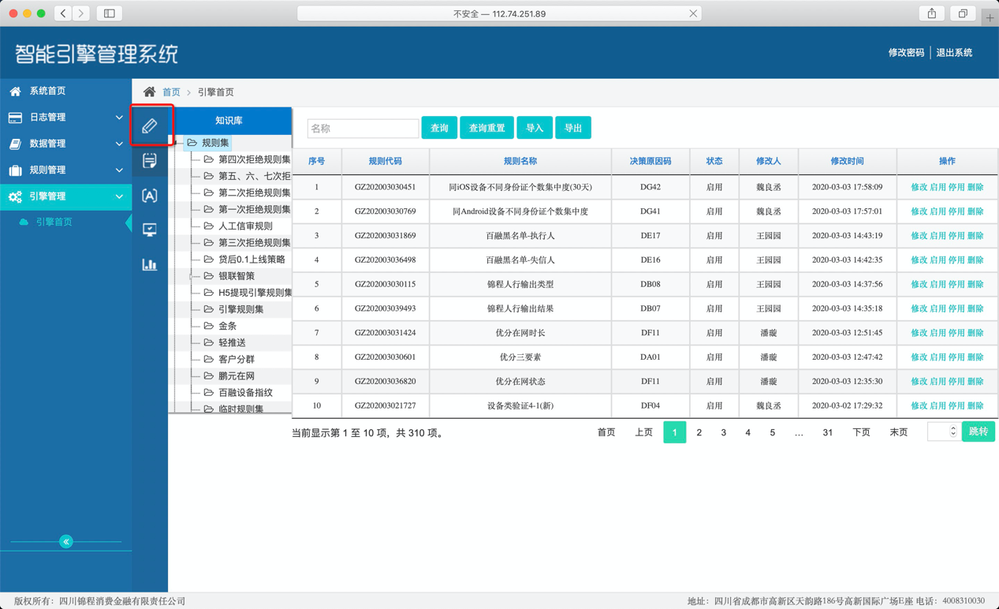 不安全 — 112.74.251.89
智能引擎管理系统
修改密码 退出系统
系统首页
日志管理
数据管理
规则管理
引擎管理
引擎首页
首页 > 引擎首页
知识库
规则集
第四次拒绝规则集
第五、六、七次拒
第二次拒绝规则集
第一次拒绝规则集
人工信审规则
第三次拒绝规则集
贷后0.1上线策略
银联智策
H5提现引擎规则集
引擎规则集
金条
轻推送
客户分群
鹏元在网
百融设备指纹
临时规则集
名称 查询 查询重置 导入 导出
序号 规则代码 规则名称 决策原因码 状态 修改人 修改时间 操作
1 GZ202003030451 同iOS设备不同身份证个数集中度(30天) DG42 启用 魏良丞 2020-03-03 17:58:09 修改 启用 停用 删除
2 GZ202003030769 同Android设备不同身份证个数集中度 DG41 启用 魏良丞 2020-03-03 17:57:01 修改 启用 停用 删除
3 GZ202003031869 百融黑名单-执行人 DE17 启用 王园园 2020-03-03 14:43:19 修改 启用 停用 删除
4 GZ202003036498 百融黑名单-失信人 DE16 启用 王园园 2020-03-03 14:42:35 修改 启用 停用 删除
5 GZ202003030115 锦程人行输出类型 DB08 启用 王园园 2020-03-03 14:37:56 修改 启用 停用 删除
6 GZ202003039493 锦程人行输出结果 DB07 启用 王园园 2020-03-03 14:35:18 修改 启用 停用 删除
7 GZ202003031424 优分在网时长 DF11 启用 潘璇 2020-03-03 12:51:45 修改 启用 停用 删除
8 GZ202003030601 优分三要素 DA01 启用 潘璇 2020-03-03 12:47:42 修改 启用 停用 删除
9 GZ202003036820 优分在网状态 DF11 启用 潘璇 2020-03-03 12:35:30 修改 启用 停用 删除
10 GZ202003021727 设备类验证4-1(新) DF04 启用 魏良丞 2020-03-02 17:29:32 修改 启用 停用 删除
当前显示第 1 至 10 项，共 310 项。 首页 上页 1 2 3 4 5 … 31 下页 末页 跳转
版权所有：四川锦程消费金融有限责任公司 地址：四川省成都市高新区天韵路186号高新国际广场E座 电话：4008310030